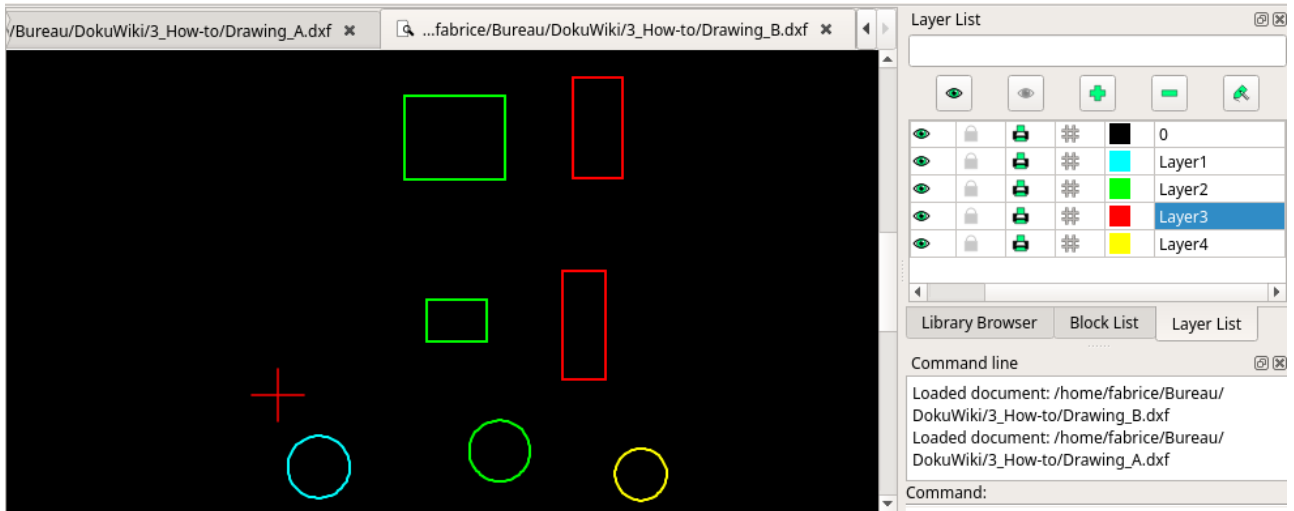 /Bureau/DokuWiki/3_How-to/Drawing_A.dxf
...fabrice/Bureau/DokuWiki/3_How-to/Drawing_B.dxf
Layer List
0
Layer1
Layer2
Layer3
Layer4
Library Browser
Block List
Layer List
Command line
Loaded document: /home/fabrice/Bureau/
DokuWiki/3_How-to/Drawing_B.dxf
Loaded document: /home/fabrice/Bureau/
DokuWiki/3_How-to/Drawing_A.dxf
Command: